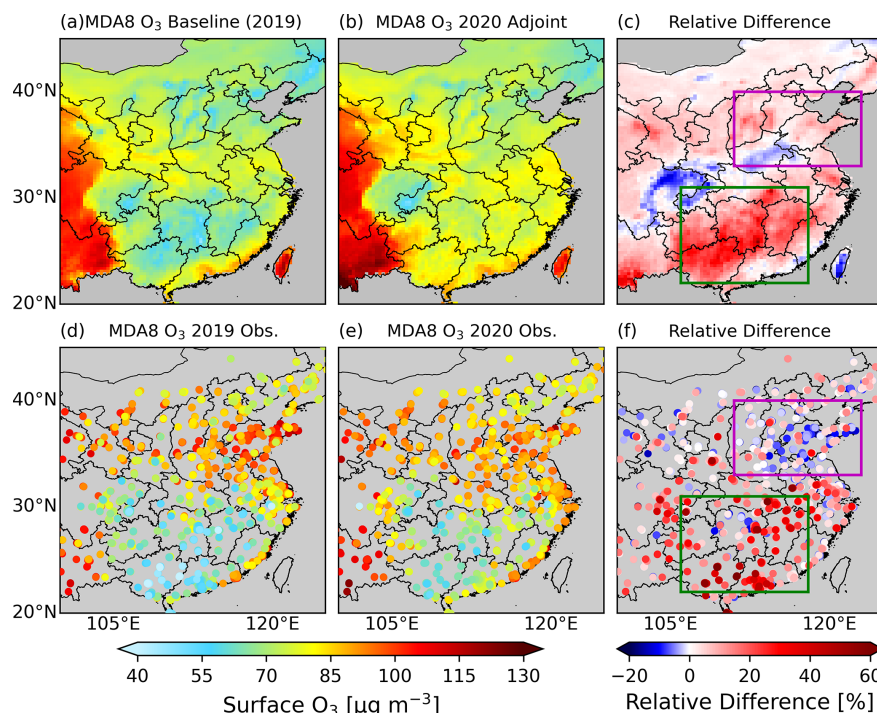 (a)MDA8 O₃ Baseline (2019)
(b) MDA8 O₃ 2020 Adjoint
(c) Relative Difference
40°N
30°N
20°N
(d) MDA8 O₃ 2019 Obs.
(e) MDA8 O₃ 2020 Obs.
(f) Relative Difference
40°N
30°N
20°N
105°E 120°E 105°E 120°E 105°E 120°E
40 55 70 85 100 115 130
Surface O₃ [μg m⁻³]
−20 0 20 40 60
Relative Difference [%]